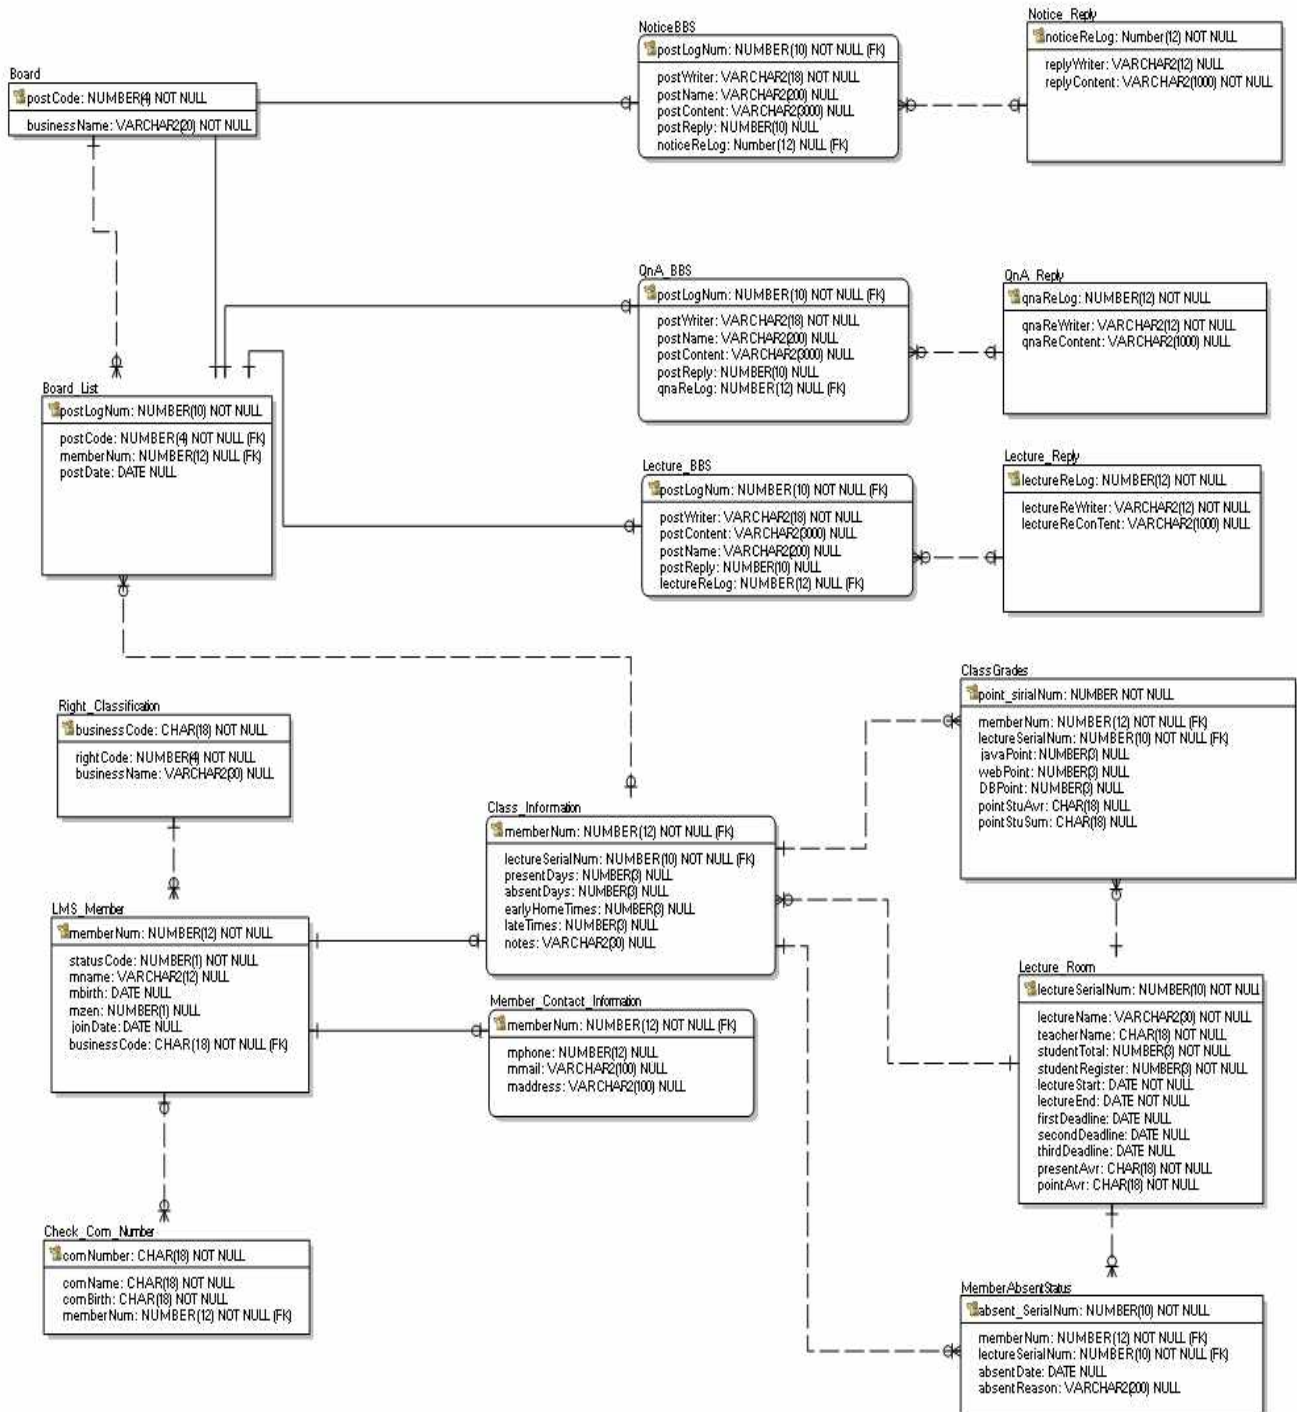 Board
postCode: NUMBER(4) NOT NULL
businessName: VARCHAR2(20) NOT NULL
NoticeBBS
postLogNum: NUMBER(10) NOT NULL (FK)
postWriter: VARCHAR2(18) NOT NULL
postName: VARCHAR2(200) NULL
postContent: VARCHAR2(3000) NULL
postReply: NUMBER(10) NULL
noticeReLog: Number(12) NULL (FK)
Notice_Reply
noticeReLog: Number(12) NOT NULL
replyWriter: VARCHAR2(12) NULL
replyContent: VARCHAR2(1000) NOT NULL
QnA_BBS
postLogNum: NUMBER(10) NOT NULL (FK)
postWriter: VARCHAR2(18) NOT NULL
postName: VARCHAR2(200) NULL
postContent: VARCHAR2(3000) NULL
postReply: NUMBER(10) NULL
qnaReLog: NUMBER(12) NULL (FK)
QnA_Reply
qnaReLog: NUMBER(12) NOT NULL
qnaReWriter: VARCHAR2(12) NOT NULL
qnaReContent: VARCHAR2(1000) NULL
Board_List
postLogNum: NUMBER(10) NOT NULL
postCode: NUMBER(4) NOT NULL (FK)
memberNum: NUMBER(12) NULL (FK)
postDate: DATE NULL
Lecture_BBS
postLogNum: NUMBER(10) NOT NULL (FK)
postWriter: VARCHAR2(18) NOT NULL
postContent: VARCHAR2(3000) NULL
postName: VARCHAR2(200) NULL
postReply: NUMBER(10) NULL
lectureReLog: NUMBER(12) NULL (FK)
Lecture_Reply
lectureReLog: NUMBER(12) NOT NULL
lectureReWriter: VARCHAR2(12) NOT NULL
lectureReConTent: VARCHAR2(1000) NULL
Right_Classification
businessCode: CHAR(18) NOT NULL
rightCode: NUMBER(4) NOT NULL
businessName: VARCHAR2(30) NULL
ClassGrades
point_sirialNum: NUMBER NOT NULL
memberNum: NUMBER(12) NOT NULL (FK)
lectureSerialNum: NUMBER(10) NOT NULL (FK)
javaPoint: NUMBER(3) NULL
webPoint: NUMBER(3) NULL
DBPoint: NUMBER(3) NULL
pointStuAvr: CHAR(18) NULL
pointStuSum: CHAR(18) NULL
Class_Information
memberNum: NUMBER(12) NOT NULL (FK)
lectureSerialNum: NUMBER(10) NOT NULL (FK)
presentDays: NUMBER(3) NULL
absentDays: NUMBER(3) NULL
earlyHomeTimes: NUMBER(3) NULL
lateTimes: NUMBER(3) NULL
notes: VARCHAR2(30) NULL
LMS_Member
memberNum: NUMBER(12) NOT NULL
statusCode: NUMBER(1) NOT NULL
mname: VARCHAR2(12) NULL
mbirth: DATE NULL
mzen: NUMBER(1) NULL
joinDate: DATE NULL
businessCode: CHAR(18) NOT NULL (FK)
Member_Contact_Information
memberNum: NUMBER(12) NOT NULL (FK)
mphone: NUMBER(12) NULL
mmail: VARCHAR2(100) NULL
maddress: VARCHAR2(100) NULL
Lecture_Room
lectureSerialNum: NUMBER(10) NOT NULL
lectureName: VARCHAR2(30) NOT NULL
teacherName: CHAR(18) NOT NULL
studentTotal: NUMBER(3) NOT NULL
studentRegister: NUMBER(3) NOT NULL
lectureStart: DATE NOT NULL
lectureEnd: DATE NOT NULL
firstDeadline: DATE NULL
secondDeadline: DATE NULL
thirdDeadline: DATE NULL
presentAvr: CHAR(18) NOT NULL
pointAvr: CHAR(18) NOT NULL
Check_Com_Number
comNumber: CHAR(18) NOT NULL
comName: CHAR(18) NOT NULL
comBirth: CHAR(18) NOT NULL
memberNum: NUMBER(12) NOT NULL (FK)
MemberAbsentStatus
absent_SerialNum: NUMBER(10) NOT NULL
memberNum: NUMBER(12) NOT NULL (FK)
lectureSerialNum: NUMBER(10) NOT NULL (FK)
absentDate: DATE NULL
absentReason: VARCHAR2(200) NULL